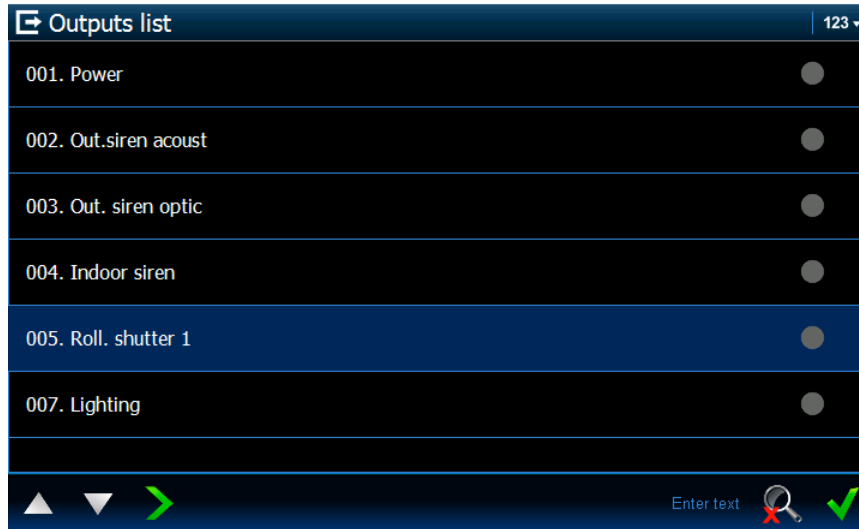 Outputs list
123
001. Power
002. Out.siren acoust
003. Out. siren optic
004. Indoor siren
005. Roll. shutter 1
007. Lighting
Enter text